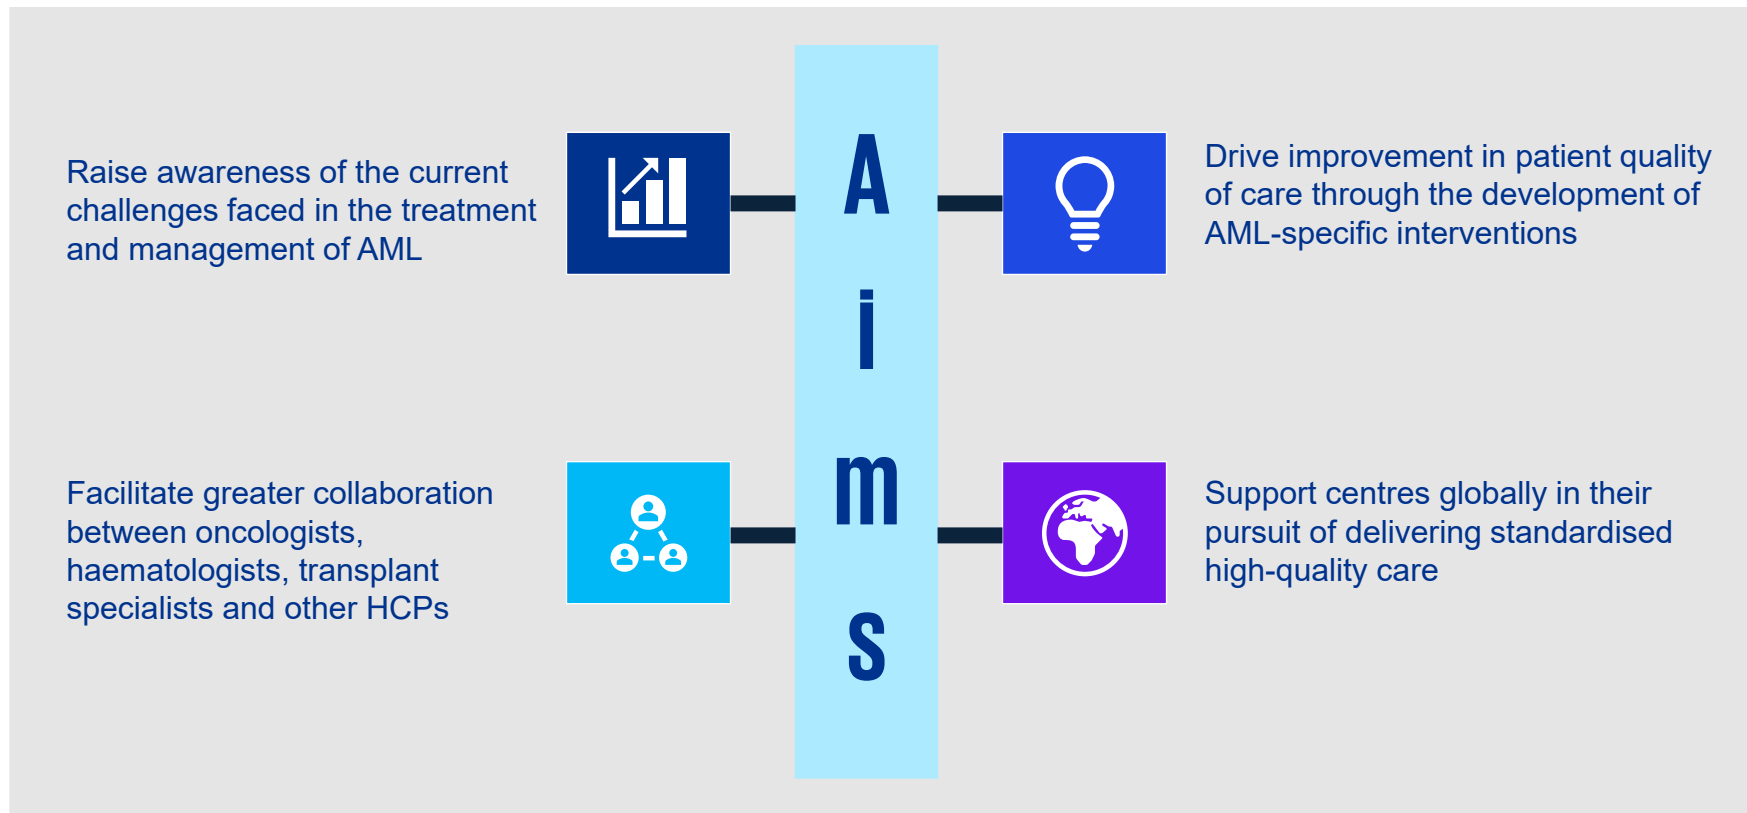 Raise awareness of the current
challenges faced in the treatment
and management of AML
Facilitate greater collaboration
between oncologists,
haematologists, transplant
specialists and other HCPs
A
i
m
s
Drive improvement in patient quality
of care through the development of
AML-specific interventions
Support centres globally in their
pursuit of delivering standardised
high-quality care